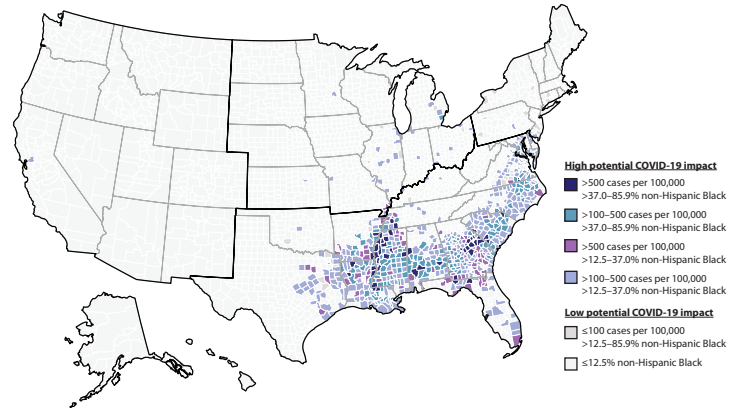 High potential COVID-19 impact
>500 cases per 100,000
>37.0–85.9% non-Hispanic Black
>100–500 cases per 100,000
>37.0–85.9% non-Hispanic Black
>500 cases per 100,000
>12.5–37.0% non-Hispanic Black
>100–500 cases per 100,000
>12.5–37.0% non-Hispanic Black
Low potential COVID-19 impact
≤100 cases per 100,000
>12.5–85.9% non-Hispanic Black
≤12.5% non-Hispanic Black